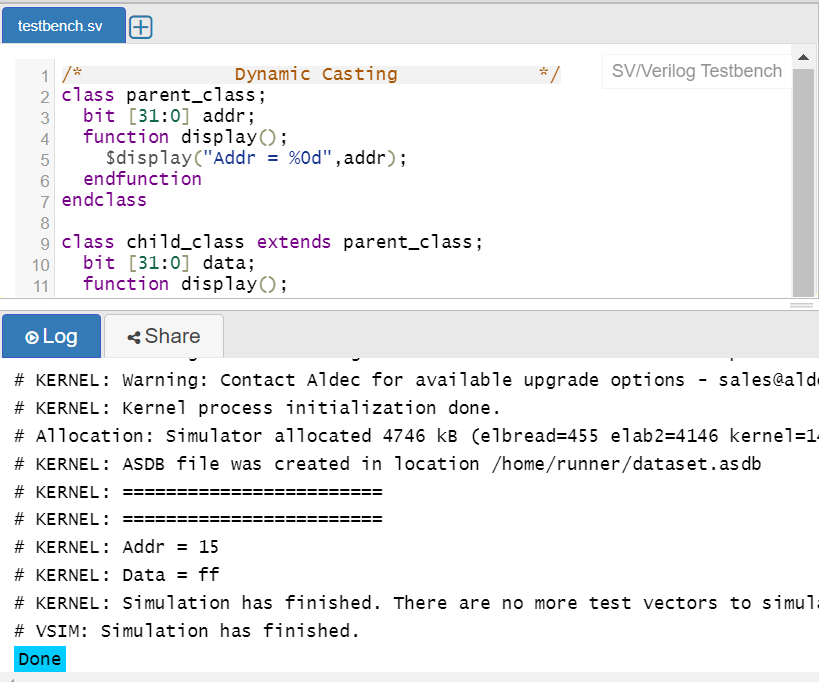 testbench.sv
SV/Verilog Testbench
1 /* Dynamic Casting */
2 class parent_class;
3 bit [31:0] addr;
4 function display();
5 $display("Addr = %0d",addr);
6 endfunction
7 endclass
8
9 class child_class extends parent_class;
10 bit [31:0] data;
11 function display();
Log
Share
# KERNEL: Warning: Contact Aldec for available upgrade options - sales@ald
# KERNEL: Kernel process initialization done.
# Allocation: Simulator allocated 4746 kB (elbread=455 elab2=4146 kernel=14
# KERNEL: ASDB file was created in location /home/runner/dataset.asdb
# KERNEL: ========================
# KERNEL: ========================
# KERNEL: Addr = 15
# KERNEL: Data = ff
# KERNEL: Simulation has finished. There are no more test vectors to simul
# VSIM: Simulation has finished.
Done